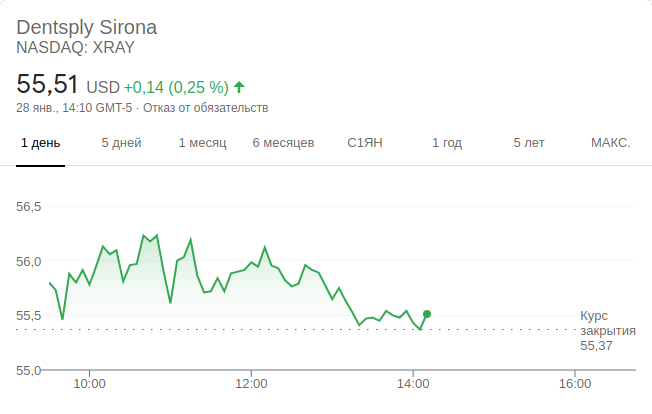 Dentsply Sirona
NASDAQ: XRAY
55,51 USD +0,14 (0,25 %)
28 янв., 14:10 GMT-5 · Отказ от обязательств
1 день 5 дней 1 месяц 6 месяцев С1ЯН 1 год 5 лет МАКС.
56,5
56,0
55,5
Курс
закрытия
55,37
55,0
10:00 12:00 14:00 16:00